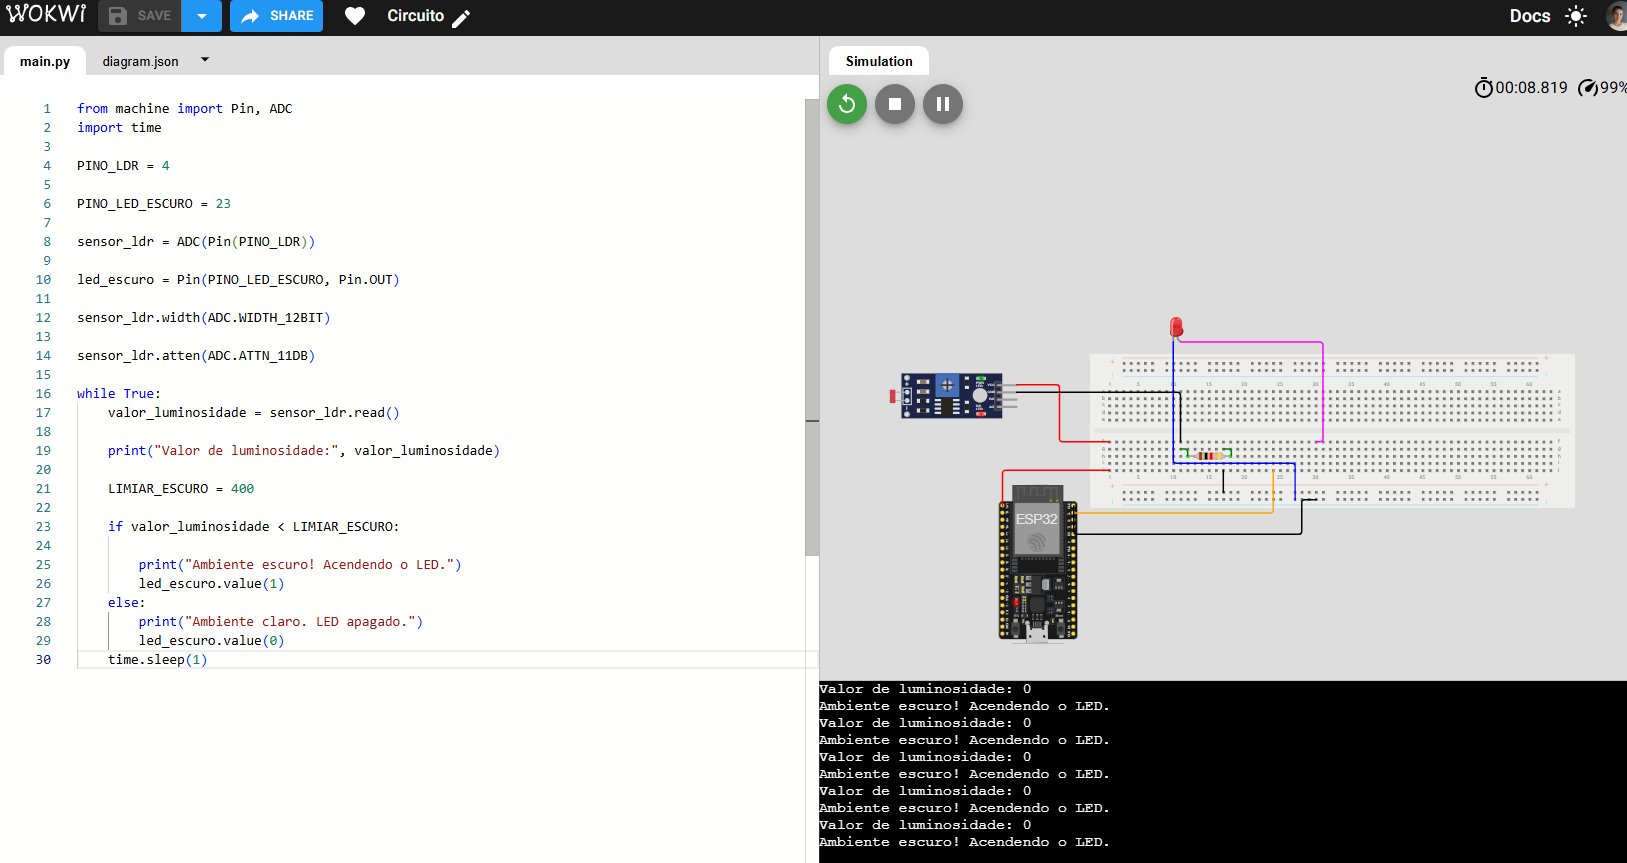 WOKWI
SAVE
SHARE
Circuito
Docs
main.py
diagram.json
Simulation
00:08.819
99%
1 from machine import Pin, ADC
2 import time
3
4 PINO_LDR = 4
5
6 PINO_LED_ESCURO = 23
7
8 sensor_ldr = ADC(Pin(PINO_LDR))
9
10 led_escuro = Pin(PINO_LED_ESCURO, Pin.OUT)
11
12 sensor_ldr.width(ADC.WIDTH_12BIT)
13
14 sensor_ldr.atten(ADC.ATTN_11DB)
15
16 while True:
17 valor_luminosidade = sensor_ldr.read()
18
19 print("Valor de luminosidade:", valor_luminosidade)
20
21 LIMIAR_ESCURO = 400
22
23 if valor_luminosidade < LIMIAR_ESCURO:
24
25 print("Ambiente escuro! Acendendo o LED.")
26 led_escuro.value(1)
27 else:
28 print("Ambiente claro. LED apagado.")
29 led_escuro.value(0)
30 time.sleep(1)
ESP32
Valor de luminosidade: 0
Ambiente escuro! Acendendo o LED.
Valor de luminosidade: 0
Ambiente escuro! Acendendo o LED.
Valor de luminosidade: 0
Ambiente escuro! Acendendo o LED.
Valor de luminosidade: 0
Ambiente escuro! Acendendo o LED.
Valor de luminosidade: 0
Ambiente escuro! Acendendo o LED.